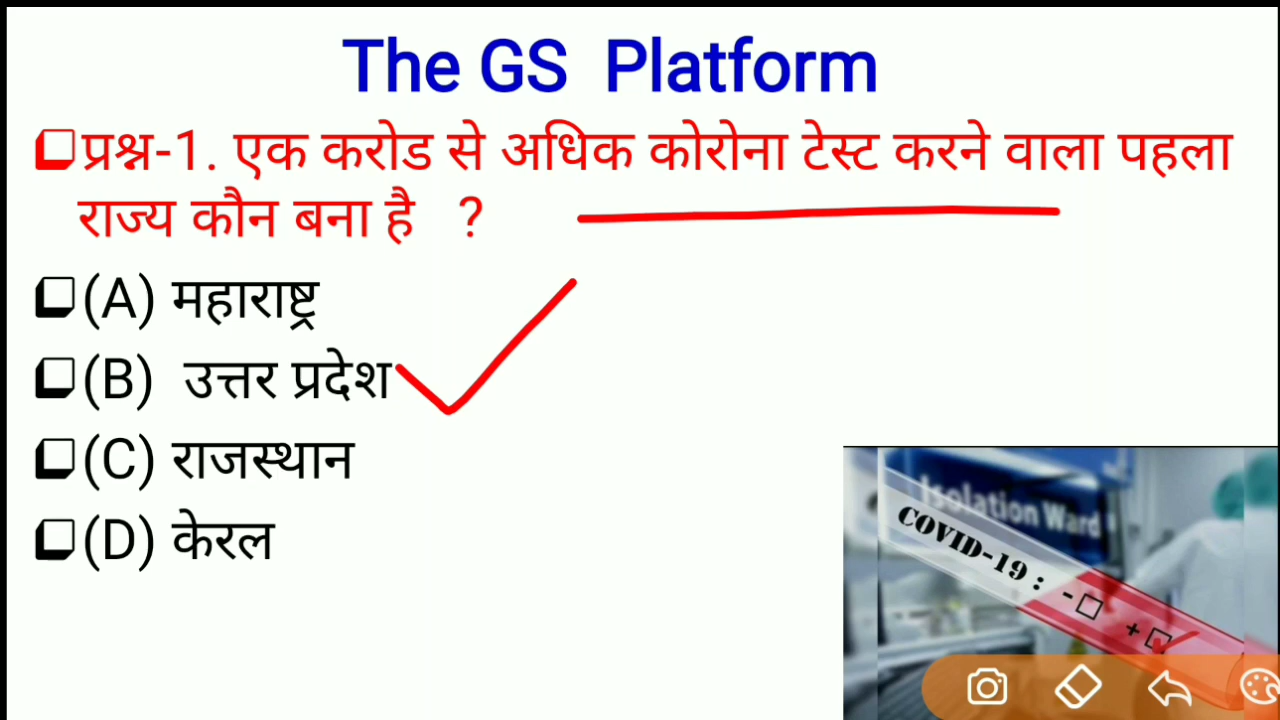 The GS Platform
प्रश्न-1. एक करोड से अधिक कोरोना टेस्ट करने वाला पहला
राज्य कौन बना है ?
(A) महाराष्ट्र
(B) उत्तर प्रदेश
(C) राजस्थान
(D) केरल
Isolation Ward
COVID-19 : -
+